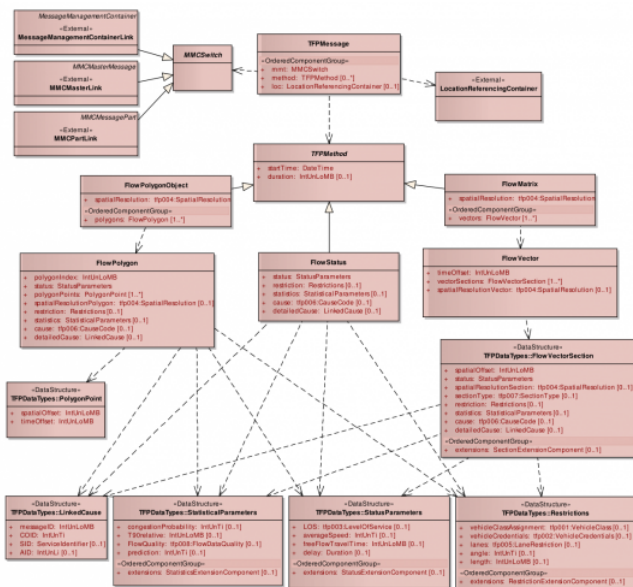 MessageManagementContainer
«External»
MessageManagementContainerLink
MMCMasterMessage
«External»
MMCMasterLink
MMCMessagePart
«External»
MMCPartLink
MMCSwitch
TFPMessage
«OrderedComponentGroup»
+ mmt: MMCSwitch
+ method: TFPMethod [0..*]
+ loc: LocationReferencingContainer [0..1]
«External»
LocationReferencingContainer
TFPMethod
+ startTime: DateTime
+ duration: IntUnLoMB [0..1]
FlowPolygonObject
+ spatialResolution: tfp004:SpatialResolution
«OrderedComponentGroup»
+ polygons: FlowPolygon [1..*]
FlowMatrix
+ spatialResolution: tfp004:SpatialResolution
«OrderedComponentGroup»
+ vectors: FlowVector [1..*]
FlowPolygon
+ polygonIndex: IntUnLoMB
+ status: StatusParameters
+ polygonPoints: PolygonPoint [1..*]
+ spatialResolutionPolygon: tfp004:SpatialResolution [0..1]
+ restriction: Restrictions [0..1]
+ statistics: StatisticalParameters [0..1]
+ cause: tfp006:CauseCode [0..1]
+ detailedCause: LinkedCause [0..1]
FlowStatus
+ status: StatusParameters
+ restriction: Restrictions [0..1]
+ statistics: StatisticalParameters [0..1]
+ cause: tfp006:CauseCode [0..1]
+ detailedCause: LinkedCause [0..1]
FlowVector
+ timeOffset: IntUnLoMB
+ vectorSections: FlowVectorSection [1..*]
+ spatialResolutionVector: tfp004:SpatialResolution [0..1]
«DataStructure»
TFPDataTypes::FlowVectorSection
+ spatialOffset: IntUnLoMB
+ status: StatusParameters
+ spatialResolutionSection: tfp004:SpatialResolution [0..1]
+ sectionType: tfp007:SectionType [0..1]
+ restriction: Restrictions [0..1]
+ statistics: StatisticalParameters [0..1]
+ cause: tfp006:CauseCode [0..1]
+ detailedCause: LinkedCause [0..1]
«OrderedComponentGroup»
+ extensions: SectionExtensionComponent [0..*]
«DataStructure»
TFPDataTypes::PolygonPoint
+ spatialOffset: IntUnLoMB
+ timeOffset: IntUnLoMB
«DataStructure»
TFPDataTypes::LinkedCause
+ messageID: IntUnLoMB
+ COID: IntUnTi
+ SID: ServiceIdentifier [0..1]
+ AID: IntUnLi [0..1]
«DataStructure»
TFPDataTypes::StatisticalParameters
+ congestionProbability: IntUnTi [0..1]
+ T90relative: IntUnLoMB [0..1]
+ FlowQuality: tfp008:FlowDataQuality [0..1]
+ prediction: IntUnTi [0..1]
«OrderedComponentGroup»
+ extensions: StatisticsExtensionComponent [0..*]
«DataStructure»
TFPDataTypes::StatusParameters
+ LOS: tfp003:LevelOfService [0..1]
+ averageSpeed: IntUnTi [0..1]
+ freeFlowTravelTime: IntUnLoMB [0..1]
+ delay: Duration [0..1]
«OrderedComponentGroup»
+ extensions: StatusExtensionComponent [0..*]
«DataStructure»
TFPDataTypes::Restrictions
+ vehicleClassAssignment: tfp001:VehicleClass [0..1]
+ vehicleCredentials: tfp002:VehicleCredentials [0..1]
+ lanes: tfp005:LaneRestriction [0..1]
+ angle: IntUnTi [0..1]
+ length: IntUnLoMB [0..1]
«OrderedComponentGroup»
+ extensions: RestrictionExtensionComponent [0..*]